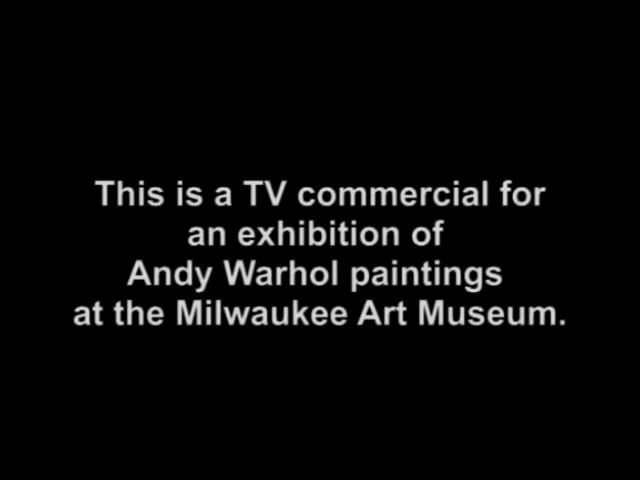 This is a TV commercial for
an exhibition of
Andy Warhol paintings
at the Milwaukee Art Museum.